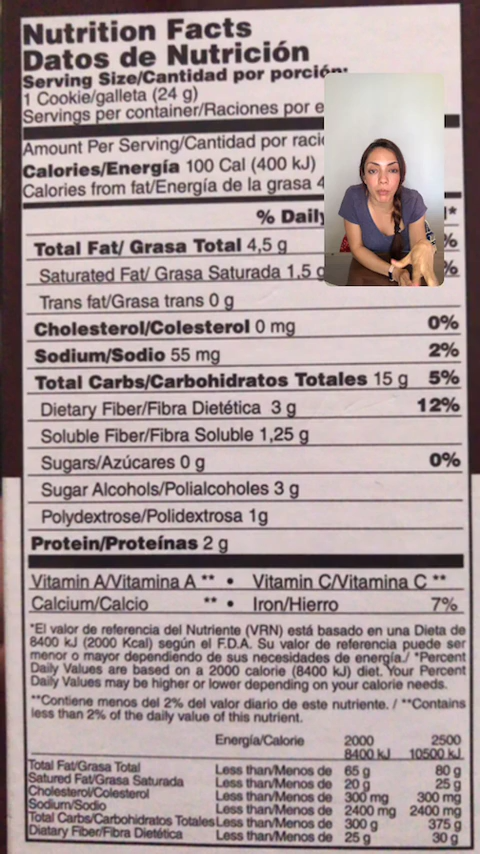 Nutrition Facts
Datos de Nutrición
Serving Size/Cantidad por porción:
1 Cookie/galleta (24 g)
Servings per container/Raciones por
Amount Per Serving/Cantidad por
Calories/Energía 100 Cal (400 kJ)
Calories from fat/Energía de la grasa
% Daily
Total Fat/ Grasa Total 4,5 g
%
Saturated Fat/ Grasa Saturada 1,5 g
%
Trans fat/Grasa trans 0 g
Cholesterol/Colesterol 0 mg 0%
Sodium/Sodio 55 mg 2%
Total Carbs/Carbohidratos Totales 15 g 5%
Dietary Fiber/Fibra Dietética 3 g 12%
Soluble Fiber/Fibra Soluble 1,25 g
Sugars/Azúcares 0 g 0%
Sugar Alcohols/Polialcoholes 3 g
Polydextrose/Polidextrosa 1g
Protein/Proteínas 2 g
Vitamin A/Vitamina A ** • Vitamin C/Vitamina C **
Calcium/Calcio ** • Iron/Hierro 7%
*El valor de referencia del Nutriente (VRN) está basado en una Dieta de
8400 kJ (2000 Kcal) según el F.D.A. Su valor de referencia puede ser
menor o mayor dependiendo de sus necesidades de energía./ *Percent
Daily Values are based on a 2000 calorie (8400 kJ) diet. Your Percent
Daily Values may be higher or lower depending on your calorie needs.
**Contiene menos del 2% del valor diario de este nutriente. / **Contains
less than 2% of the daily value of this nutrient.
Energía/Calorie 2000 2500
8400 kJ 10500 kJ
Total Fat/Grasa Total Less than/Menos de 65 g 80 g
Satured Fat/Grasa Saturada Less than/Menos de 20 g 25 g
Cholesterol/Colesterol Less than/Menos de 300 mg 300 mg
Sodium/Sodio Less than/Menos de 2400 mg 2400 mg
Total Carbs/Carbohidratos Totales Less than/Menos de 300 g 375 g
Diatary Fiber/Fibra Dietética Less than/Menos de 25 g 30 g